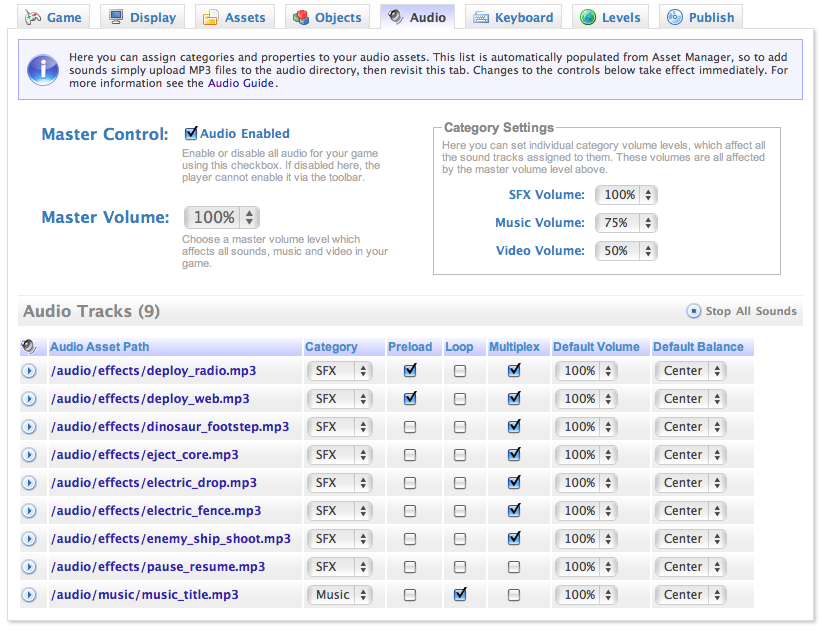 Game Display Assets Objects Audio Keyboard Levels Publish
Here you can assign categories and properties to your audio assets. This list is automatically populated from Asset Manager, so to add
sounds simply upload MP3 files to the audio directory, then revisit this tab. Changes to the controls below take effect immediately. For
more information see the Audio Guide.
Master Control: Audio Enabled
Enable or disable all audio for your game
using this checkbox. If disabled here, the
player cannot enable it via the toolbar.
Master Volume: 100%
Choose a master volume level which
affects all sounds, music and video in your
game.
Category Settings
Here you can set individual category volume levels, which affect all
the sound tracks assigned to them. These volumes are all affected
by the master volume level above.
SFX Volume: 100%
Music Volume: 75%
Video Volume: 50%
Audio Tracks (9) Stop All Sounds
Audio Asset Path Category Preload Loop Multiplex Default Volume Default Balance
/audio/effects/deploy_radio.mp3 SFX 100% Center
/audio/effects/deploy_web.mp3 SFX 100% Center
/audio/effects/dinosaur_footstep.mp3 SFX 100% Center
/audio/effects/eject_core.mp3 SFX 100% Center
/audio/effects/electric_drop.mp3 SFX 100% Center
/audio/effects/electric_fence.mp3 SFX 100% Center
/audio/effects/enemy_ship_shoot.mp3 SFX 100% Center
/audio/effects/pause_resume.mp3 SFX 100% Center
/audio/music/music_title.mp3 Music 100% Center